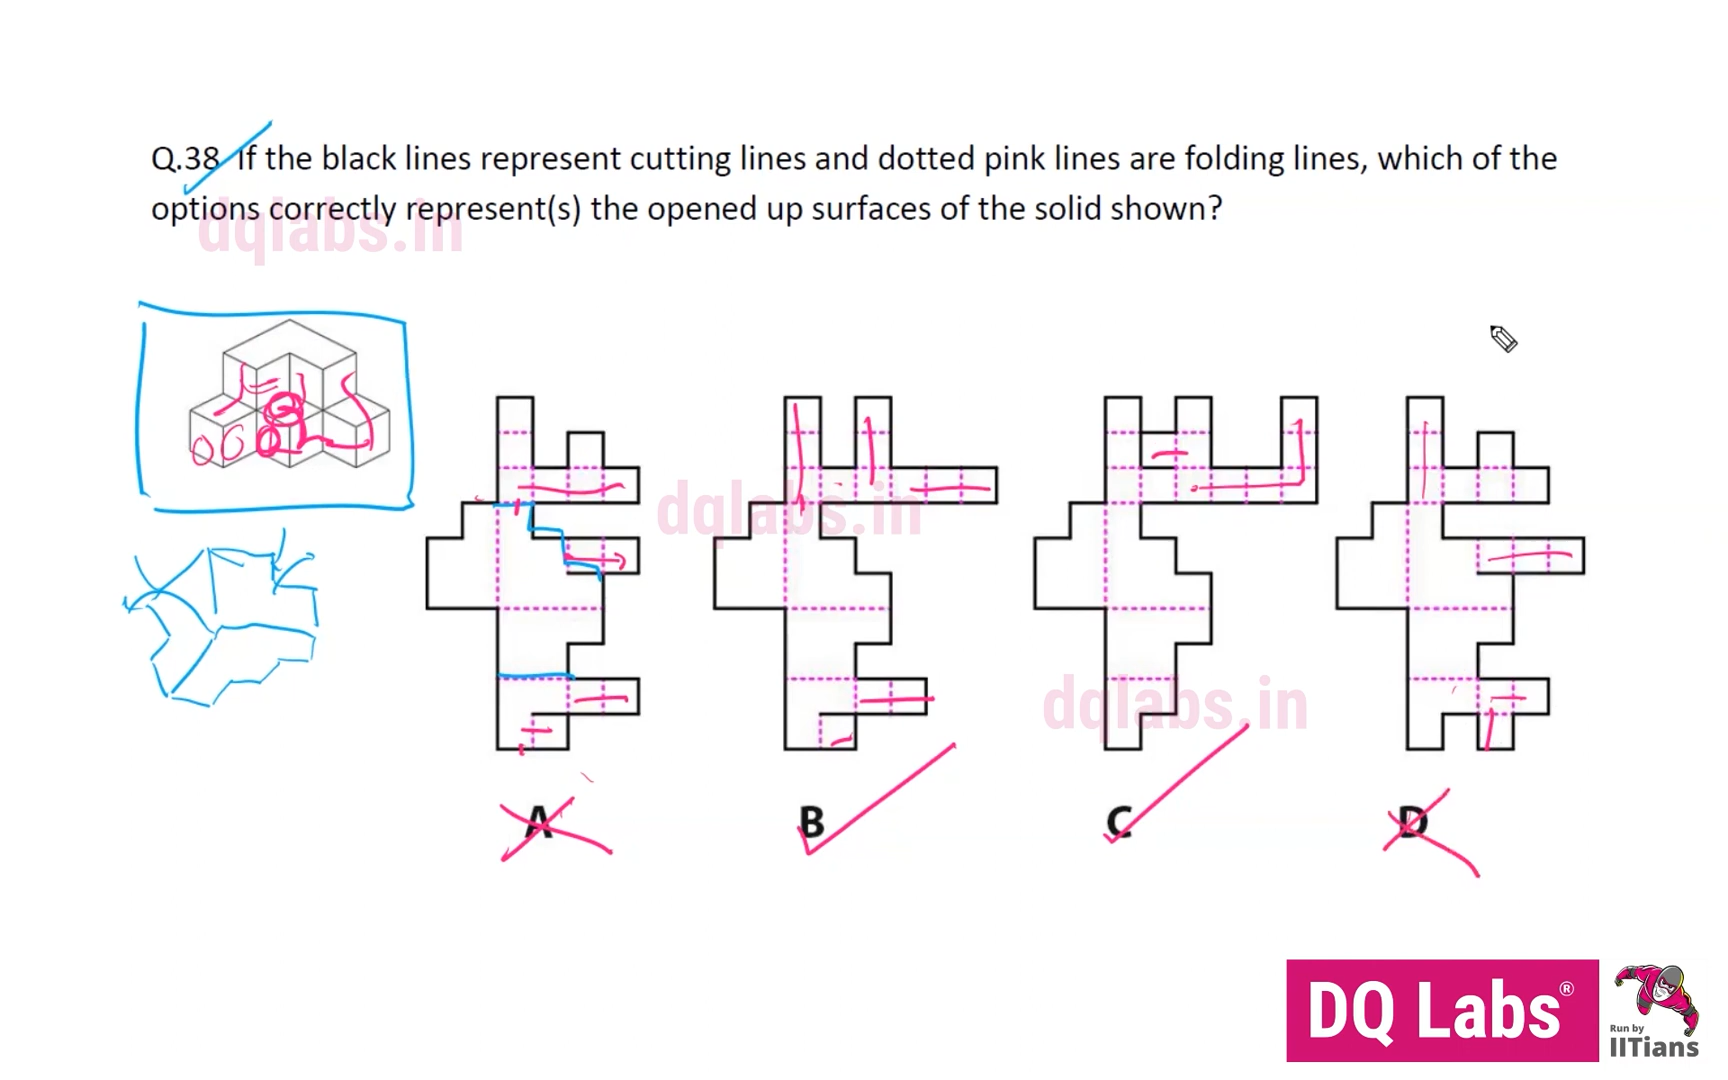 Q.38 If the black lines represent cutting lines and dotted pink lines are folding lines, which of the
options correctly represent(s) the opened up surfaces of the solid shown?
dqlabs.in
dqlabs.in
dqlabs.in
A
B
C
D
DQ Labs®
Run by
IITians